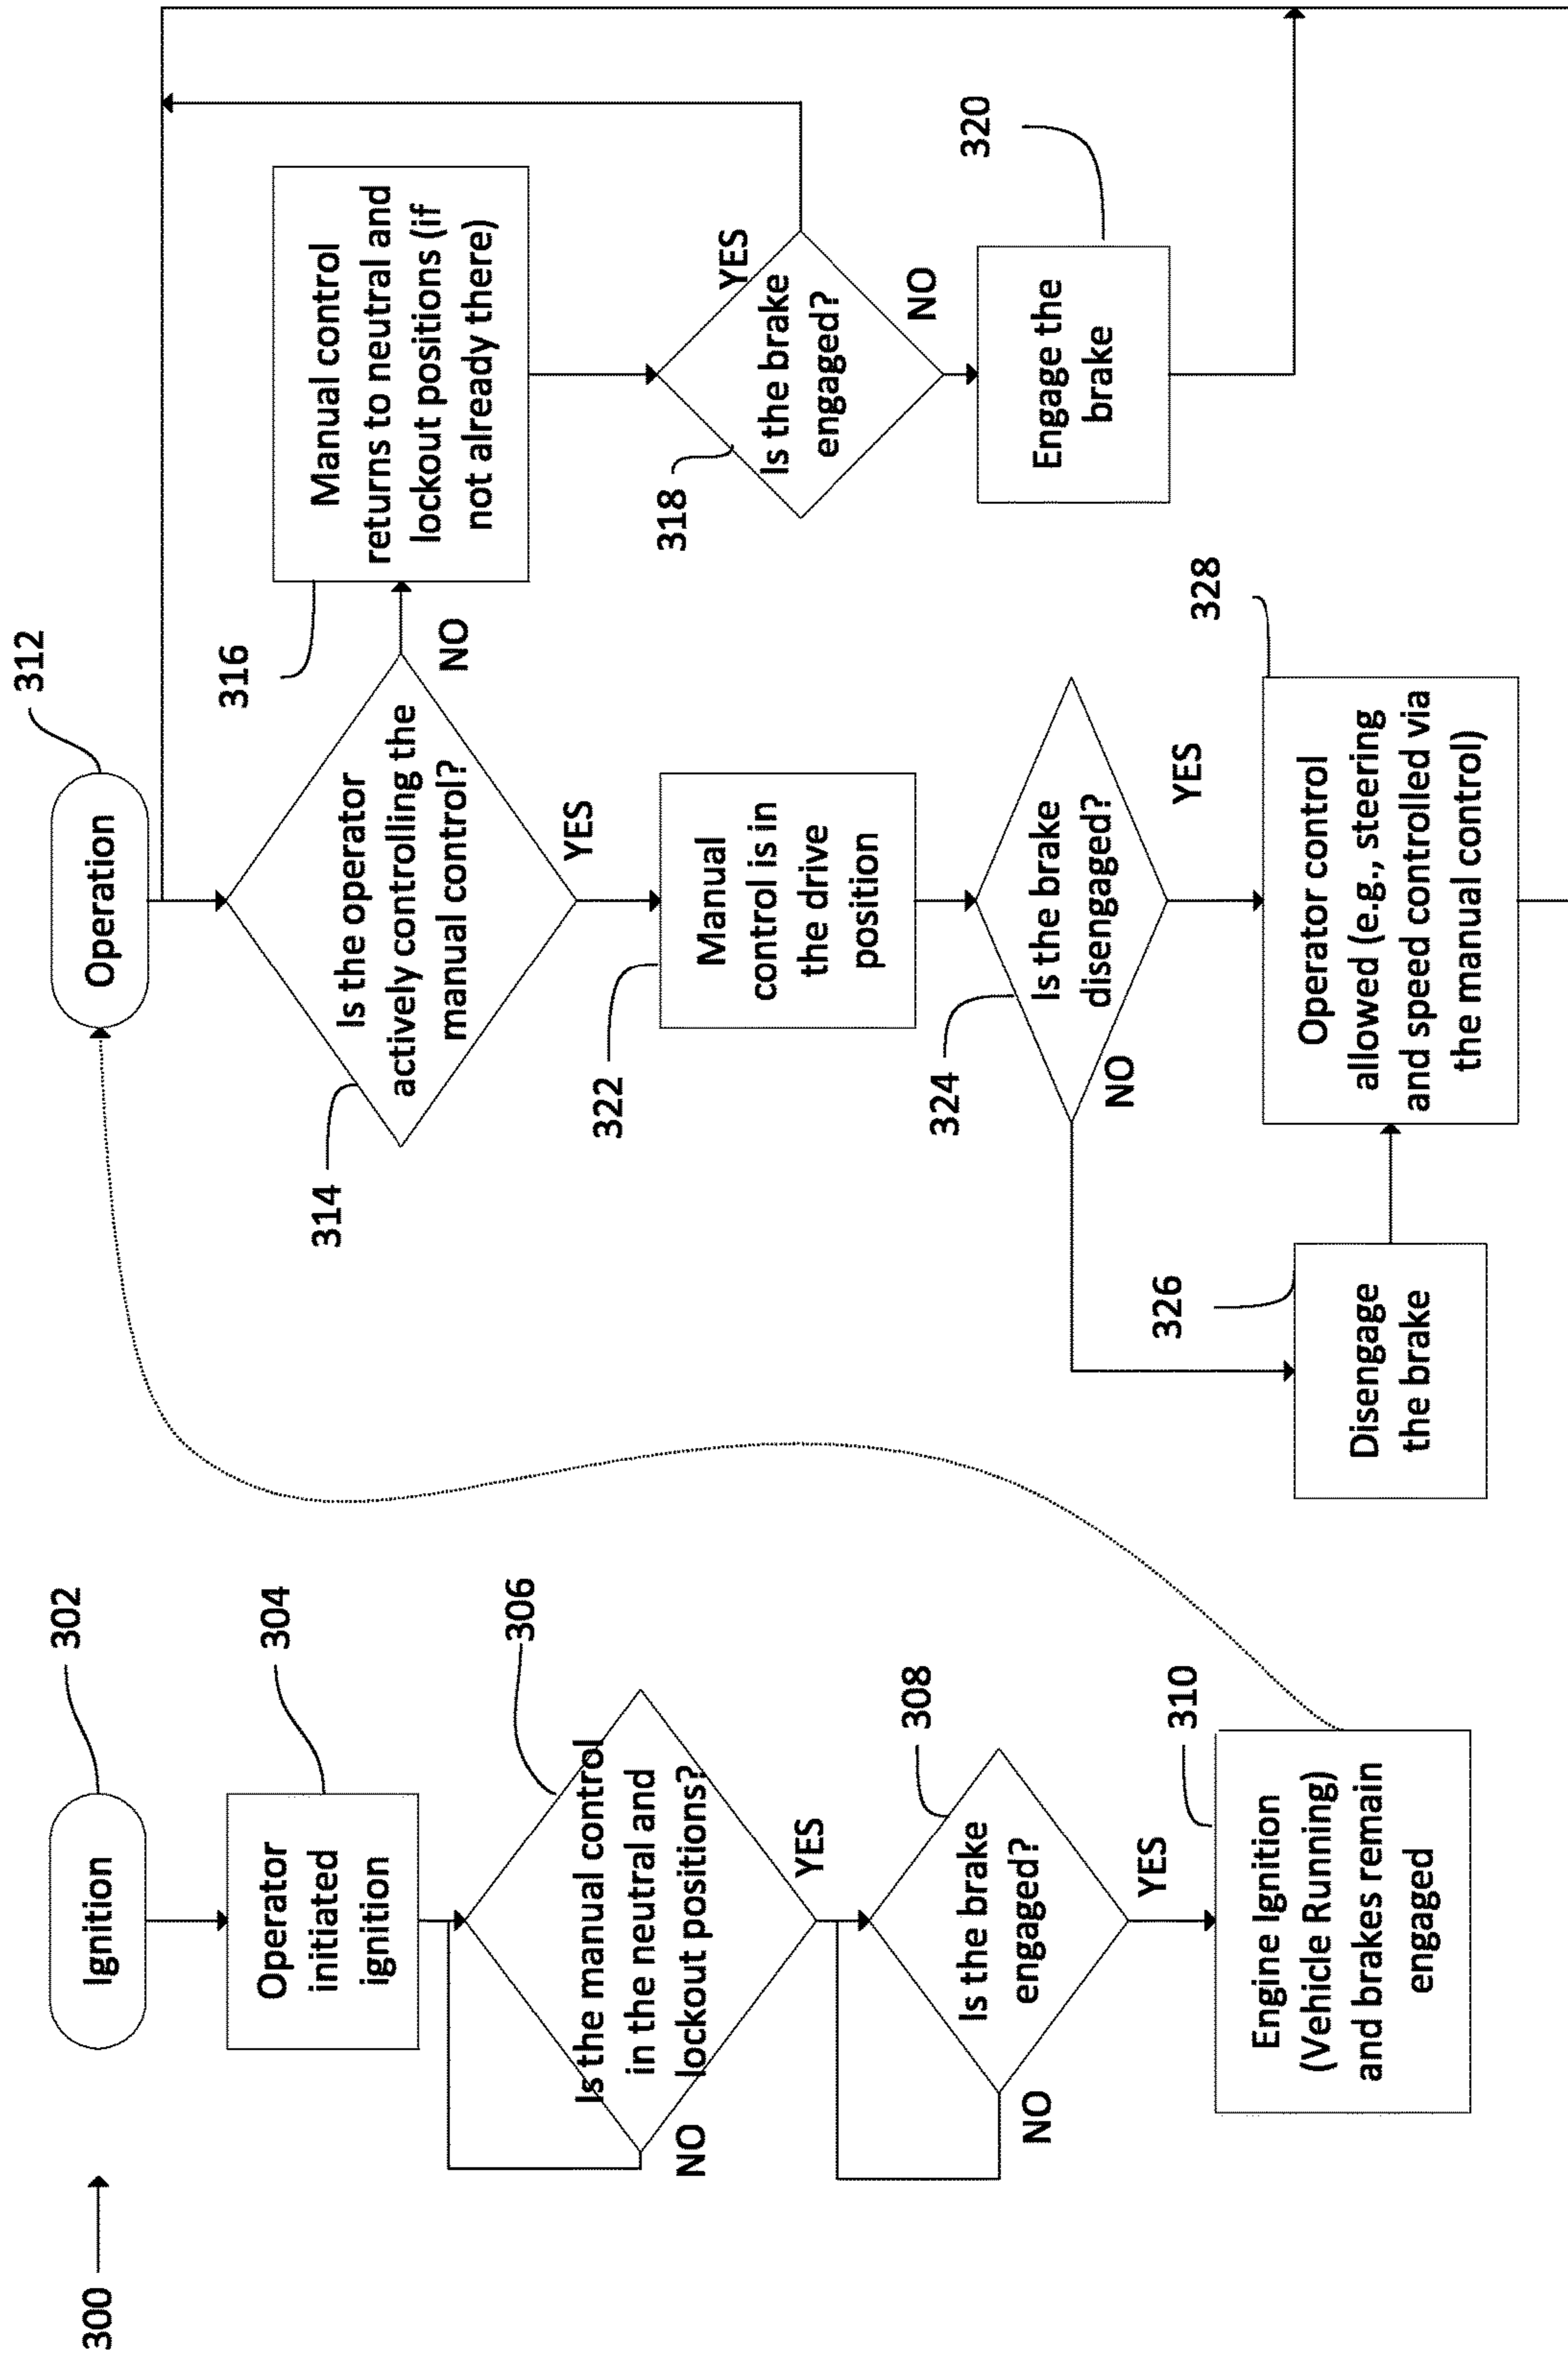 300
302
Ignition
304
Operator
initiated
ignition
306
Is the manual control
in the neutral and
lockout positions?
NO
YES
308
Is the brake
engaged?
NO
YES
310
Engine Ignition
(Vehicle Running)
and brakes remain
engaged
312
Operation
314
Is the operator
actively controlling the
manual control?
NO
YES
316
Manual control
returns to neutral and
lockout positions (if
not already there)
318
Is the brake
engaged?
YES
NO
320
Engage the
brake
322
Manual
control is in
the drive
position
324
Is the brake
disengaged?
NO
YES
326
Disengage
the brake
328
Operator control
allowed (e.g., steering
and speed controlled via
the manual control)